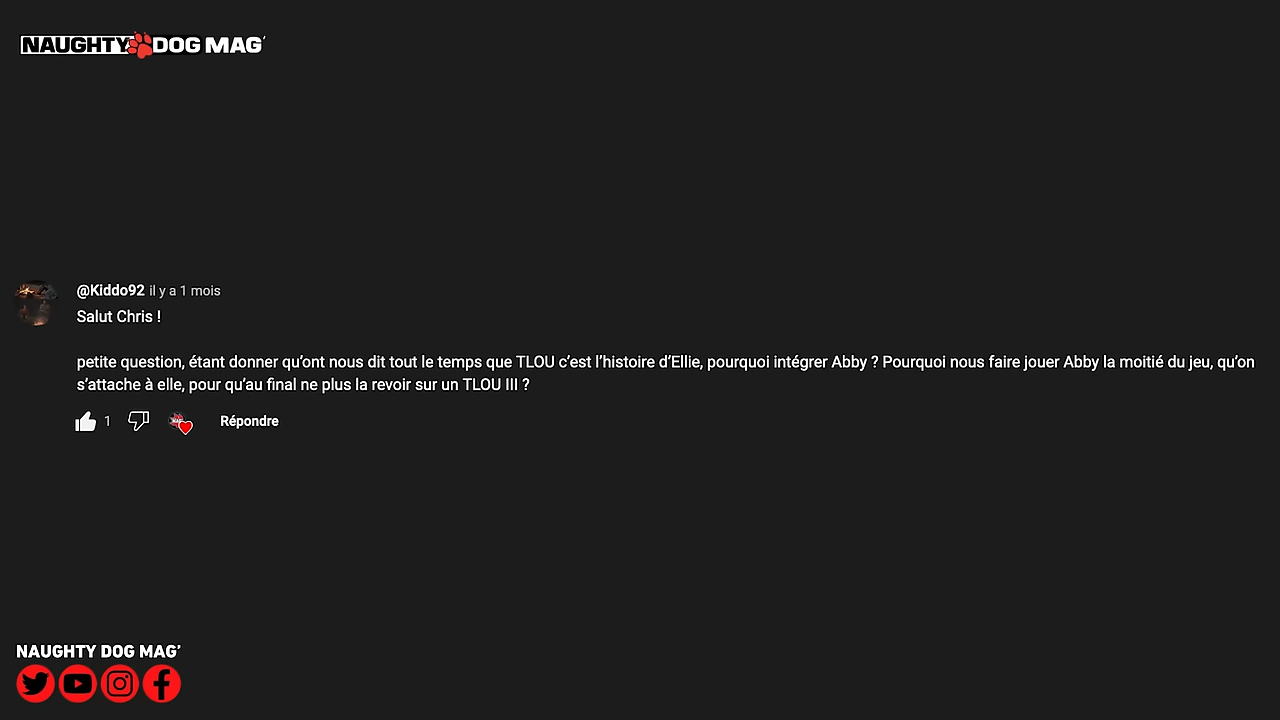 NAUGHTY DOG MAG'
@Kiddo92 il y a 1 mois
Salut Chris !
petite question, étant donner qu’ont nous dit tout le temps que TLOU c’est l’histoire d’Ellie, pourquoi intégrer Abby ? Pourquoi nous faire jouer Abby la moitié du jeu, qu’on
s’attache à elle, pour qu’au final ne plus la revoir sur un TLOU III ?
1 Répondre
NAUGHTY DOG MAG'